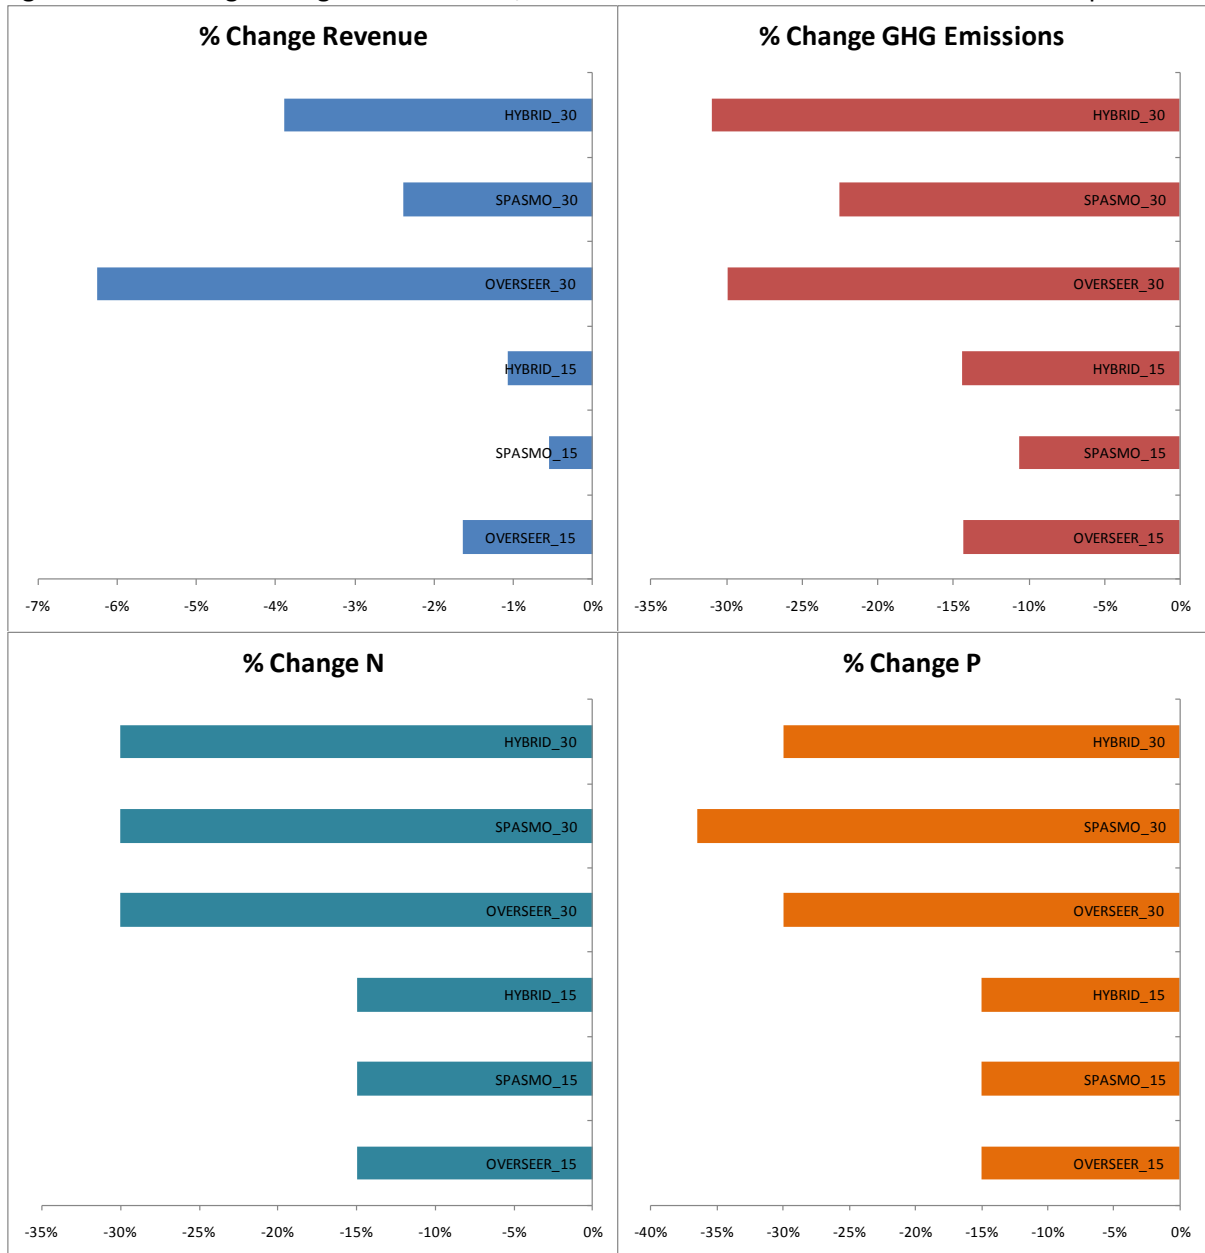 % Change Revenue
HYBRID_30
SPASMO_30
OVERSEER_30
HYBRID_15
SPASMO_15
OVERSEER_15
-7% -6% -5% -4% -3% -2% -1% 0%
% Change GHG Emissions
HYBRID_30
SPASMO_30
OVERSEER_30
HYBRID_15
SPASMO_15
OVERSEER_15
-35% -30% -25% -20% -15% -10% -5% 0%
% Change N
HYBRID_30
SPASMO_30
OVERSEER_30
HYBRID_15
SPASMO_15
OVERSEER_15
-35% -30% -25% -20% -15% -10% -5% 0%
% Change P
HYBRID_30
SPASMO_30
OVERSEER_30
HYBRID_15
SPASMO_15
OVERSEER_15
-40% -35% -30% -25% -20% -15% -10% -5% 0%